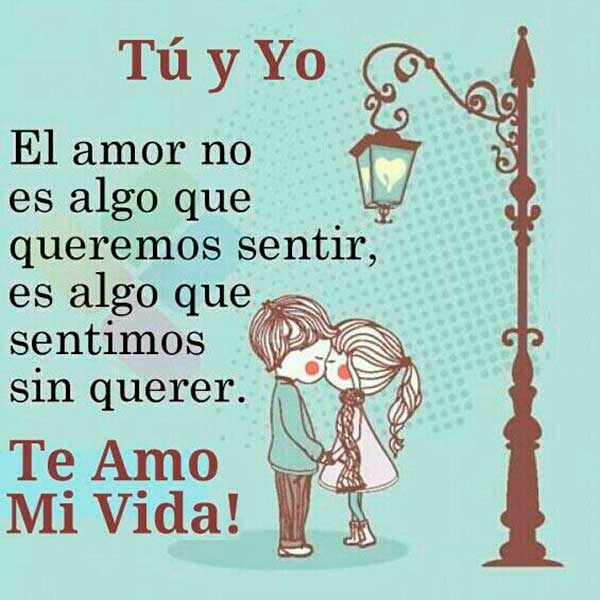 Tú y Yo
El amor no
es algo que
queremos sentir,
es algo que
sentimos
sin querer.
Te Amo
Mi Vida!